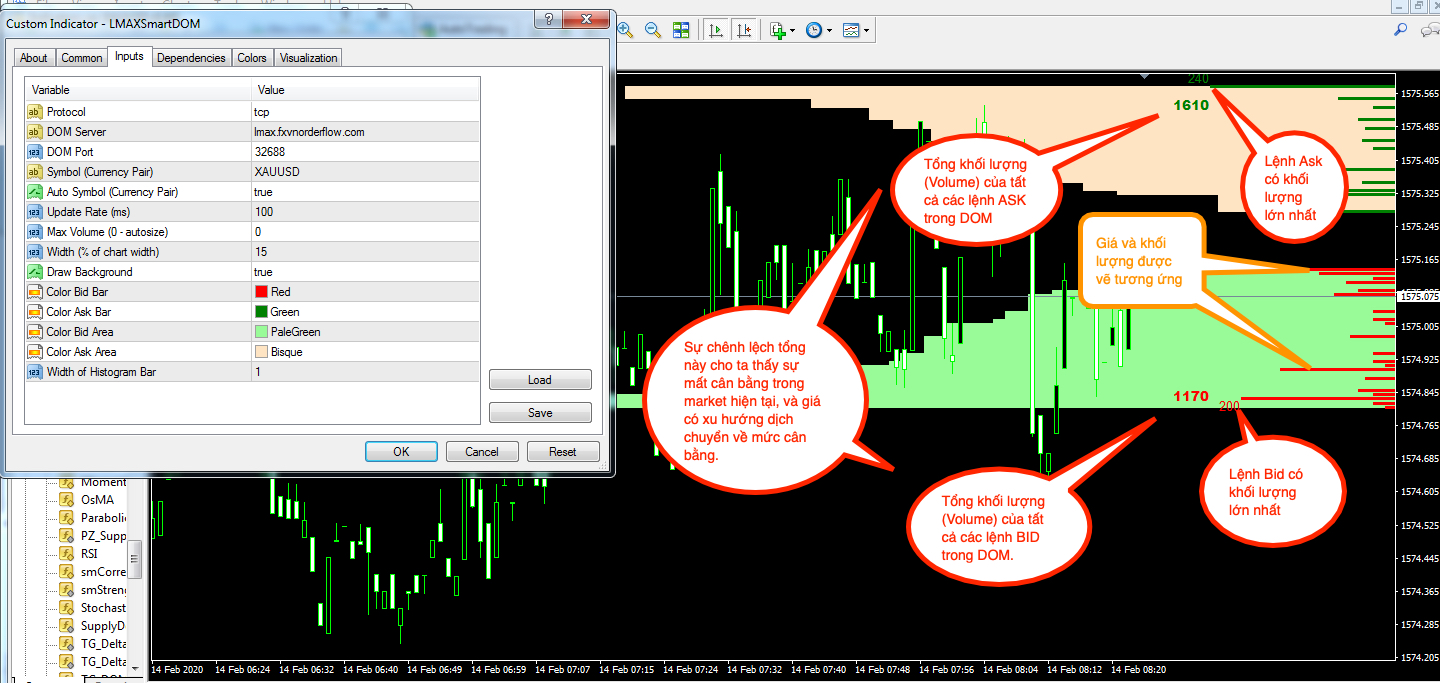 Custom Indicator - LMAXSmartDOM
About
Common
Inputs
Dependencies
Colors
Visualization
Variable
Value
Protocol
tcp
DOM Server
lmax.fxvnorderflow.com
DOM Port
32688
Symbol (Currency Pair)
XAUUSD
Auto Symbol (Currency Pair)
true
Update Rate (ms)
100
Max Volume (0 - autosize)
0
Width (% of chart width)
15
Draw Background
true
Color Bid Bar
Red
Color Ask Bar
Green
Color Bid Area
PaleGreen
Color Ask Area
Bisque
Width of Histogram Bar
1
Load
Save
OK
Cancel
Reset
Moment
OsMA
Parabolic
PZ_Supp
RSI
smCorre
smStreng
Stochast
SupplyD
TG_Delta
TG_Delta
240
1610
Tổng khối lượng
(Volume) của tất
cả các lệnh ASK
trong DOM
Lệnh Ask
có khối
lượng
lớn nhất
Giá và khối
lượng được
vẽ tương ứng
Sự chênh lệch tổng
này cho ta thấy sự
mất cân bằng trong
market hiện tại, và giá
có xu hướng dịch
chuyển về mức cân
bằng.
1170
200
Tổng khối lượng
(Volume) của tất
cả các lệnh BID
trong DOM.
Lệnh Bid có
khối lượng
lớn nhất
1575.565
1575.485
1575.405
1575.325
1575.245
1575.165
1575.075
1575.005
1574.925
1574.845
1574.765
1574.685
1574.605
1574.525
1574.445
1574.365
1574.285
1574.205
14 Feb 2020
14 Feb 06:24
14 Feb 06:32
14 Feb 06:40
14 Feb 06:49
14 Feb 06:59
14 Feb 07:07
14 Feb 07:15
14 Feb 07:24
14 Feb 07:32
14 Feb 07:40
14 Feb 07:48
14 Feb 07:56
14 Feb 08:04
14 Feb 08:12
14 Feb 08:20